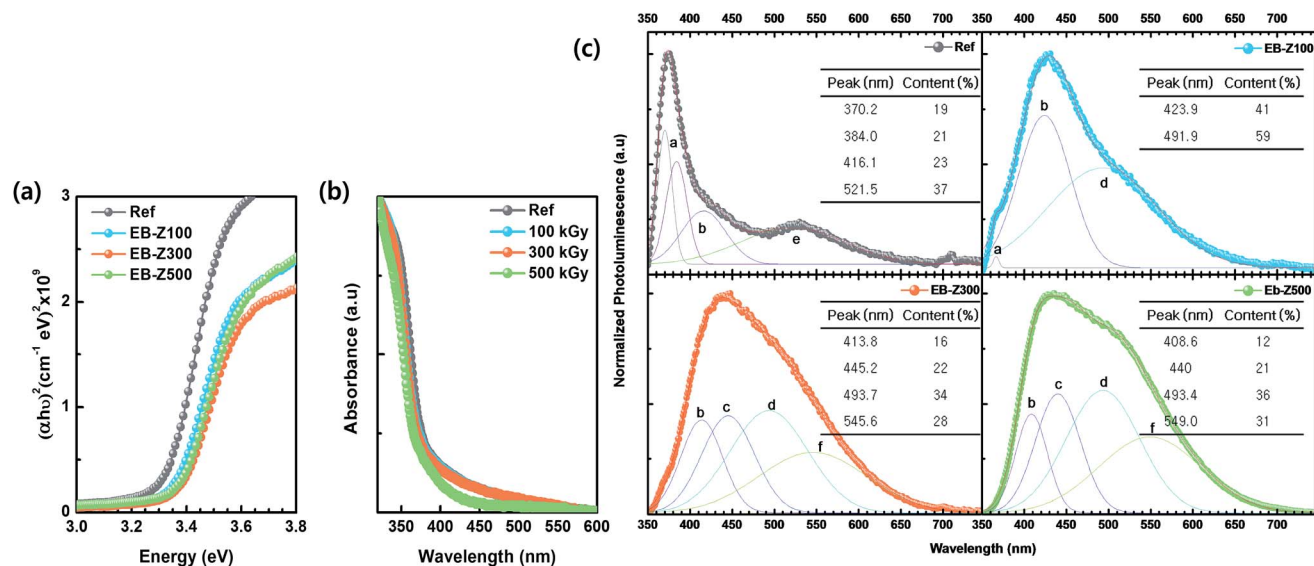 (a)
Ref
EB-Z100
EB-Z300
EB-Z500
(αhυ)²(cm⁻¹ eV)²x10⁹
3
2
1
0
3.0 3.2 3.4 3.6 3.8
Energy (eV)
(b)
Ref
100 kGy
300 kGy
500 kGy
Absorbance (a.u)
350 400 450 500 550 600
Wavelength (nm)
(c)
350 400 450 500 550 600 650 700
400 450 500 550 600 650 700
Normalized Photoluminescence (a.u)
Ref
Peak (nm) Content (%)
370.2 19
384.0 21
416.1 23
521.5 37
a
b
e
EB-Z100
Peak (nm) Content (%)
423.9 41
491.9 59
a
b
d
EB-Z300
Peak (nm) Content (%)
413.8 16
445.2 22
493.7 34
545.6 28
b
c
d
f
Eb-Z500
Peak (nm) Content (%)
408.6 12
440 21
493.4 36
549.0 31
b
c
d
f
350 400 450 500 550 600 650 700 350
400 450 500 550 600 650 700
Wavelength (nm)